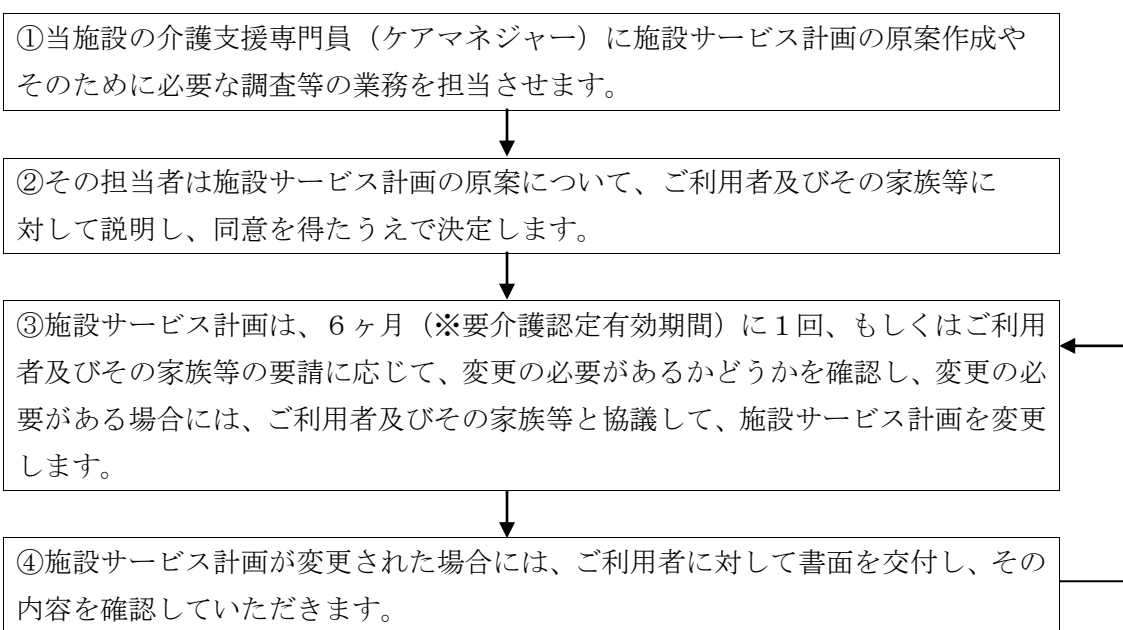 ①当施設の介護支援専門員（ケアマネジャー）に施設サービス計画の原案作成や
そのために必要な調査等の業務を担当させます。
②その担当者は施設サービス計画の原案について、ご利用者及びその家族等に
対して説明し、同意を得たうえで決定します。
③施設サービス計画は、６ヶ月（※要介護認定有効期間）に１回、もしくはご利用
者及びその家族等の要請に応じて、変更の必要があるかどうかを確認し、変更の必
要がある場合には、ご利用者及びその家族等と協議して、施設サービス計画を変更
します。
④施設サービス計画が変更された場合には、ご利用者に対して書面を交付し、その
内容を確認していただきます。